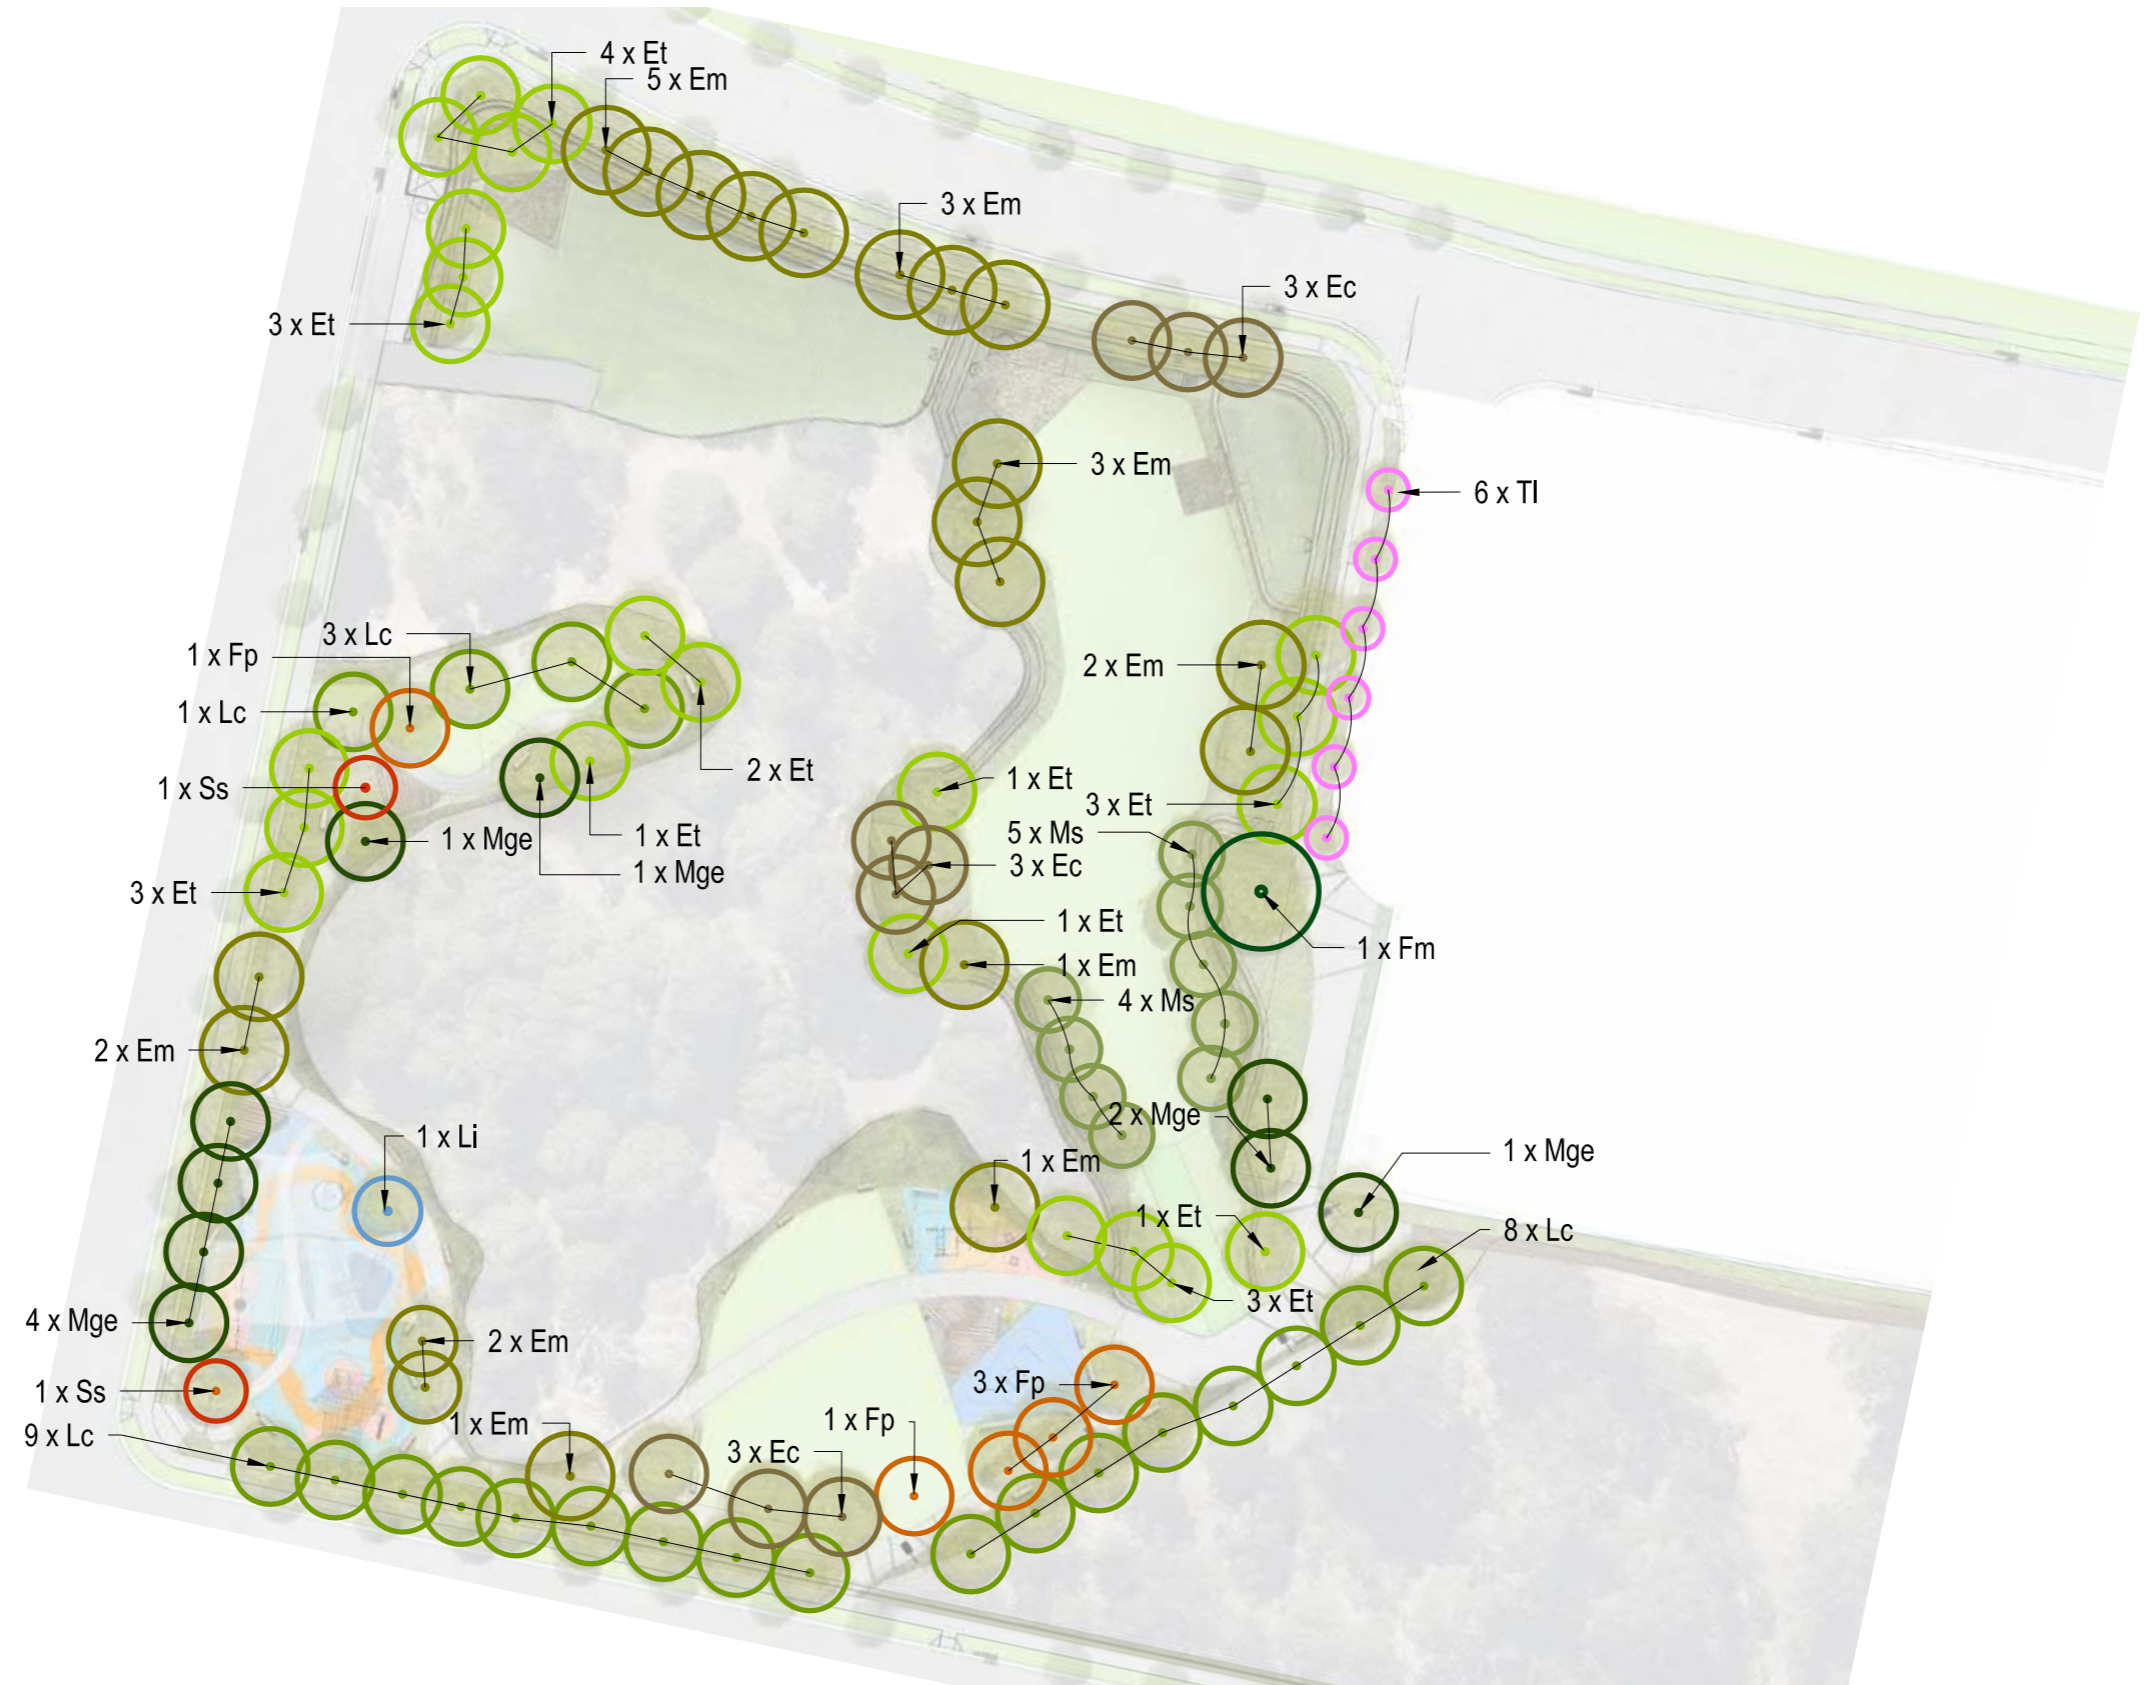 4 x Et
5 x Em
3 x Em
3 x Ec
3 x Et
3 x Em
6 x Tl
3 x Lc
1 x Fp
2 x Em
1 x Lc
2 x Et
1 x Et
1 x Ss
3 x Et
5 x Ms
1 x Mge
1 x Et
3 x Ec
1 x Mge
3 x Et
1 x Et
1 x Fm
1 x Em
4 x Ms
2 x Em
2 x Mge
1 x Li
1 x Mge
1 x Em
1 x Et
8 x Lc
3 x Et
4 x Mge
2 x Em
3 x Fp
1 x Ss
1 x Fp
1 x Em
9 x Lc
3 x Ec